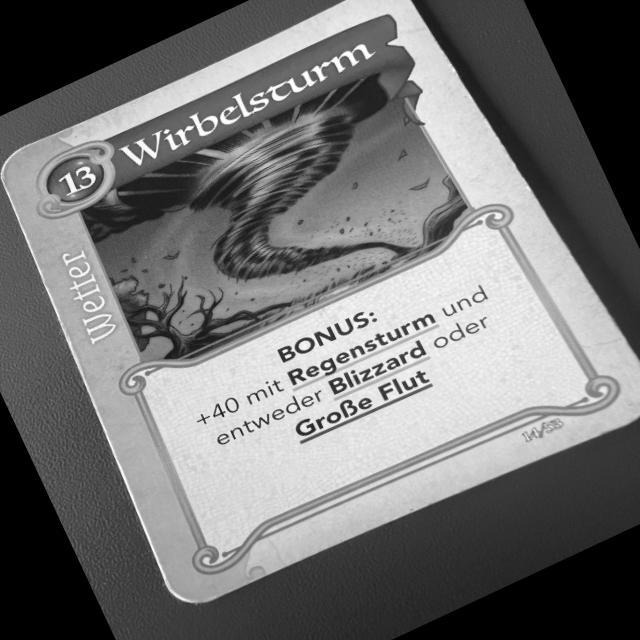 Wirbelsturm
13
Wetter
BONUS:
+40 mit Regensturm und
entweder Blizzard oder
Große Flut